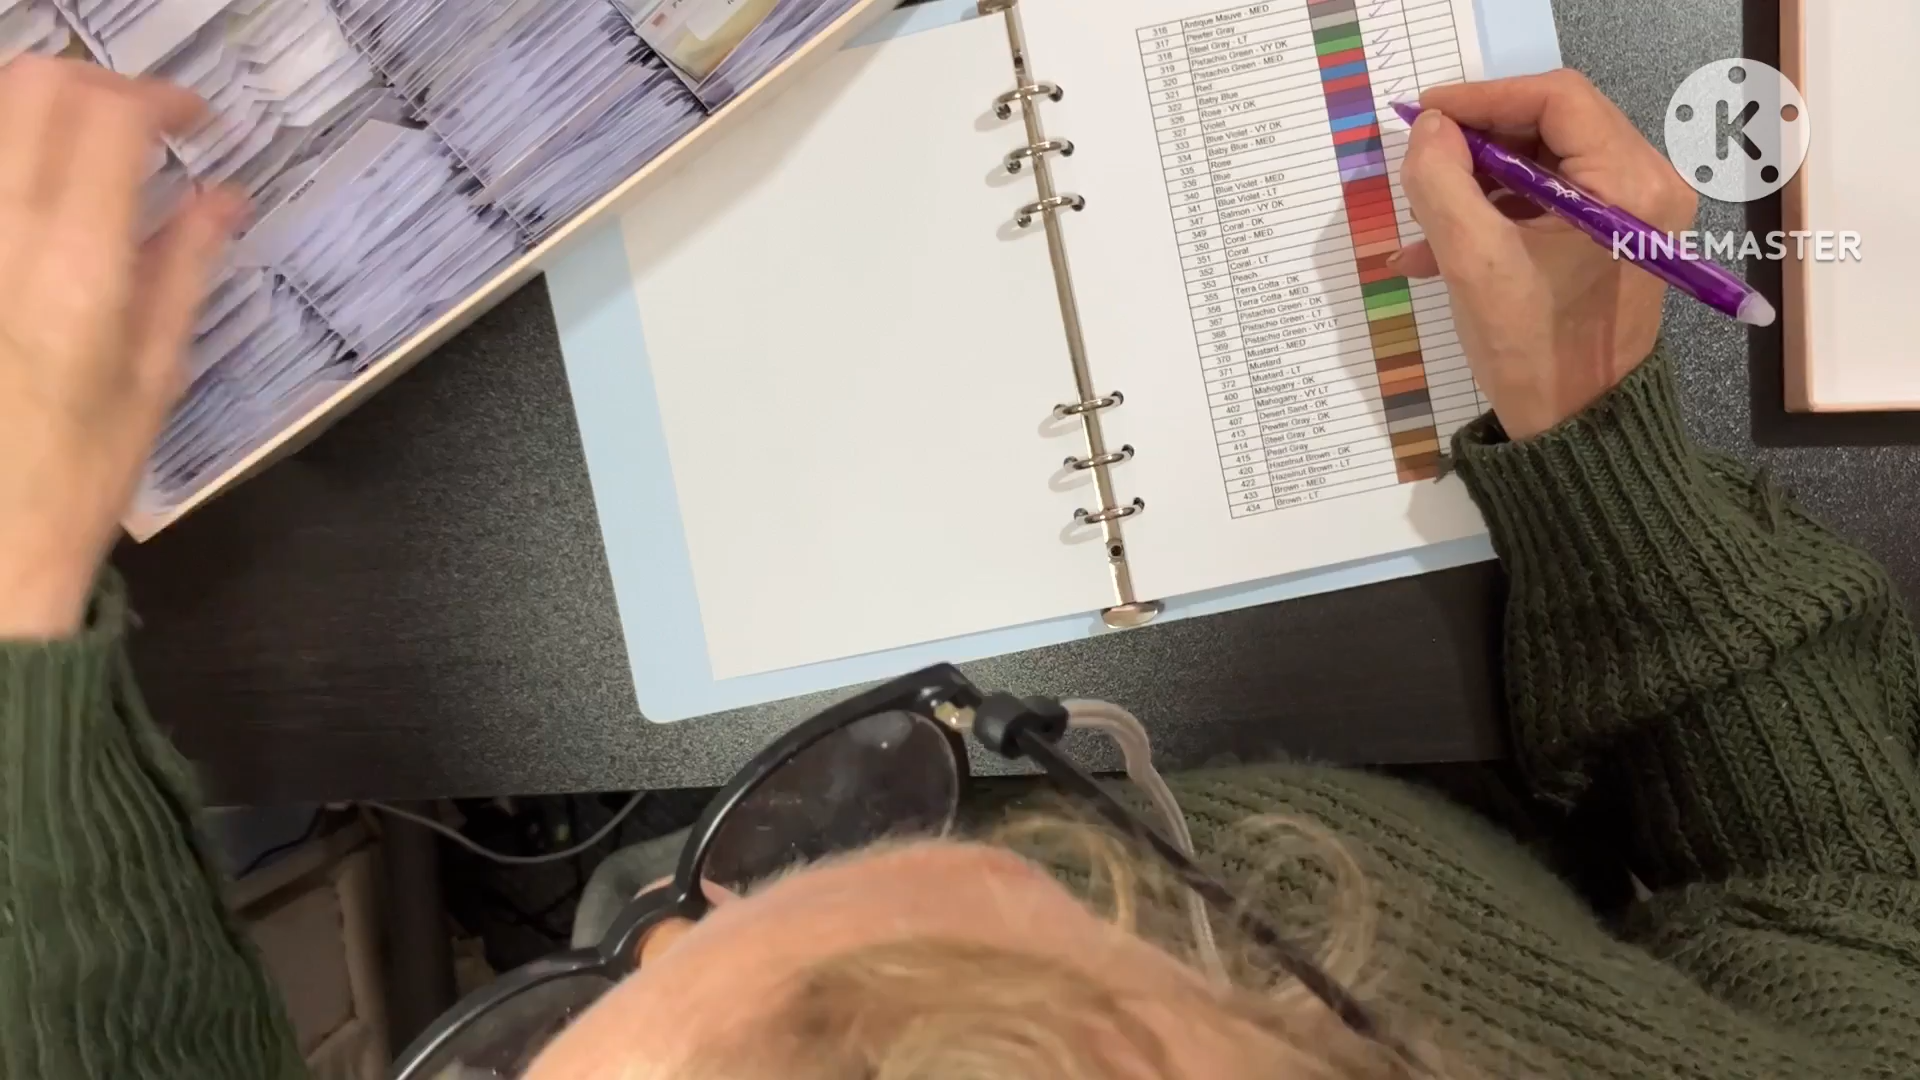 316 Antique Mauve - MED
317 Pewter Gray
318 Steel Gray - LT
319 Pistachio Green - VY DK
320 Pistachio Green - MED
321 Red
322 Baby Blue
326 Rose - VY DK
327 Violet
333 Blue Violet - VY DK
334 Baby Blue - MED
335 Rose
336 Blue
340 Blue Violet - MED
341 Blue Violet - LT
347 Salmon - VY DK
349 Coral - DK
350 Coral - MED
351 Coral
352 Coral - LT
353 Peach
355 Terra Cotta - DK
356 Terra Cotta - MED
367 Pistachio Green - DK
368 Pistachio Green - LT
369 Pistachio Green - VY LT
370 Mustard - MED
371 Mustard
372 Mustard - LT
400 Mahogany - DK
402 Mahogany - VY LT
407 Desert Sand - DK
413 Pewter Gray - DK
414 Steel Gray - DK
415 Pearl Gray
420 Hazelnut Brown - DK
422 Hazelnut Brown - LT
433 Brown - MED
434 Brown - LT
K
KINEMASTER